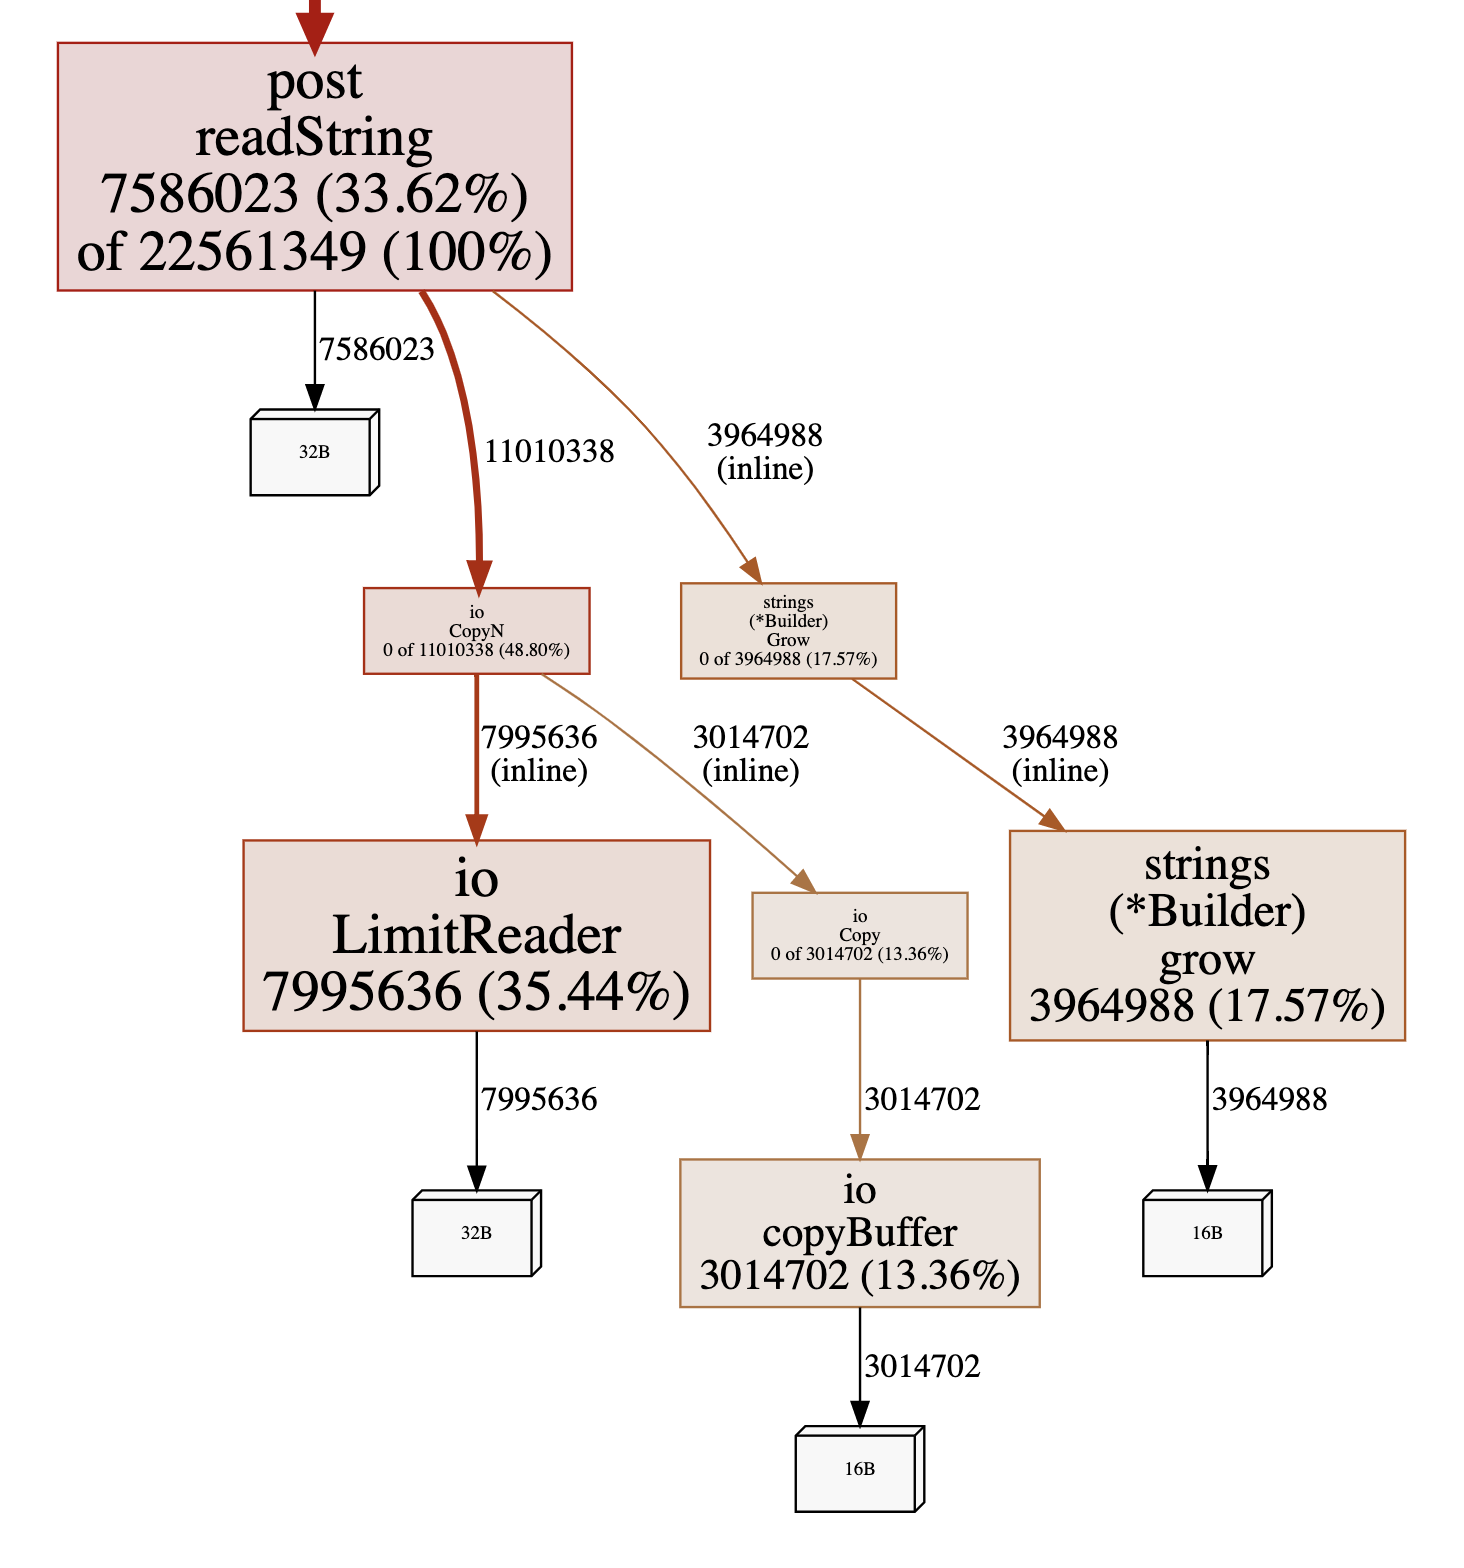 post
readString
7586023 (33.62%)
of 22561349 (100%)
7586023
32B
11010338
3964988
(inline)
io
CopyN
0 of 11010338 (48.80%)
strings
(*Builder)
Grow
0 of 3964988 (17.57%)
7995636
(inline)
3014702
(inline)
3964988
(inline)
io
LimitReader
7995636 (35.44%)
io
Copy
0 of 3014702 (13.36%)
strings
(*Builder)
grow
3964988 (17.57%)
7995636
3014702
3964988
32B
io
copyBuffer
3014702 (13.36%)
16B
3014702
16B